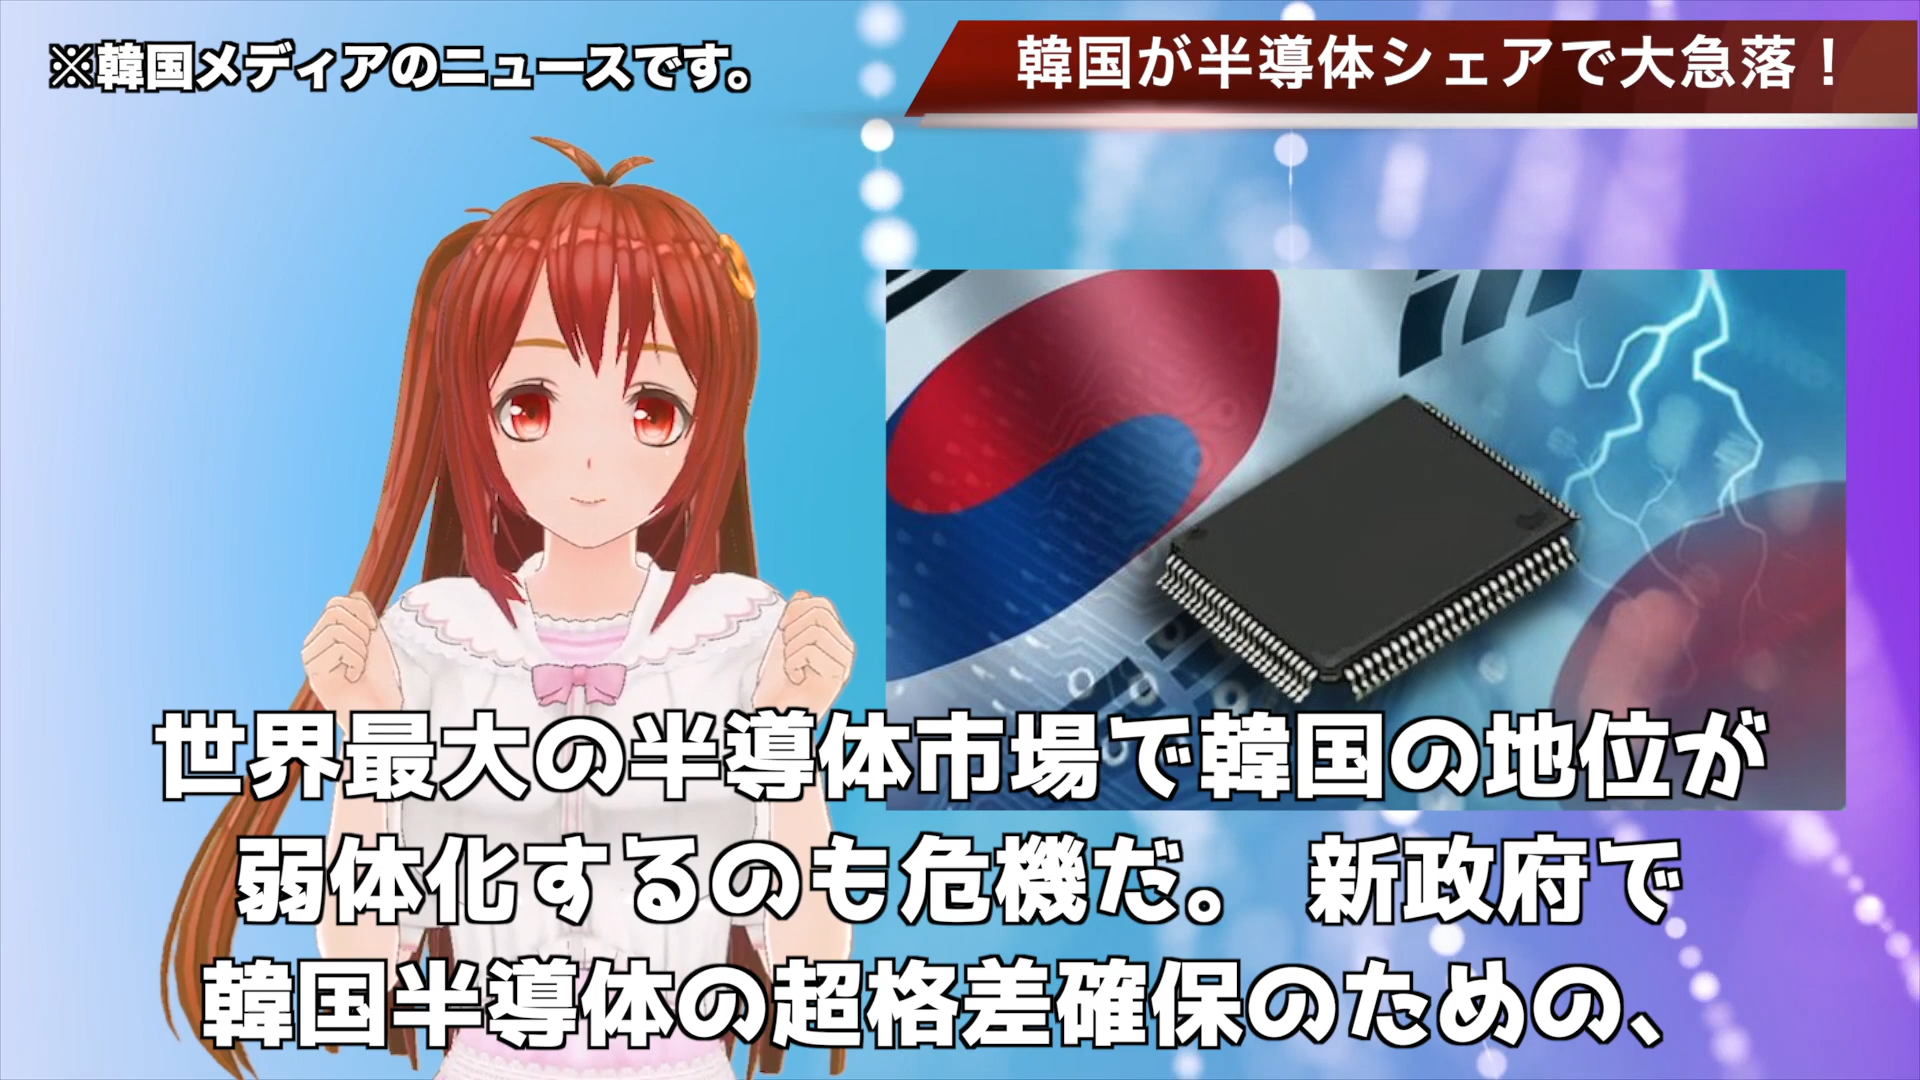 ※韓国メディアのニュースです。
韓国が半導体シェアで大急落！
世界最大の半導体市場で韓国の地位が
弱体化するのも危機だ。 新政府で
韓国半導体の超格差確保のための、